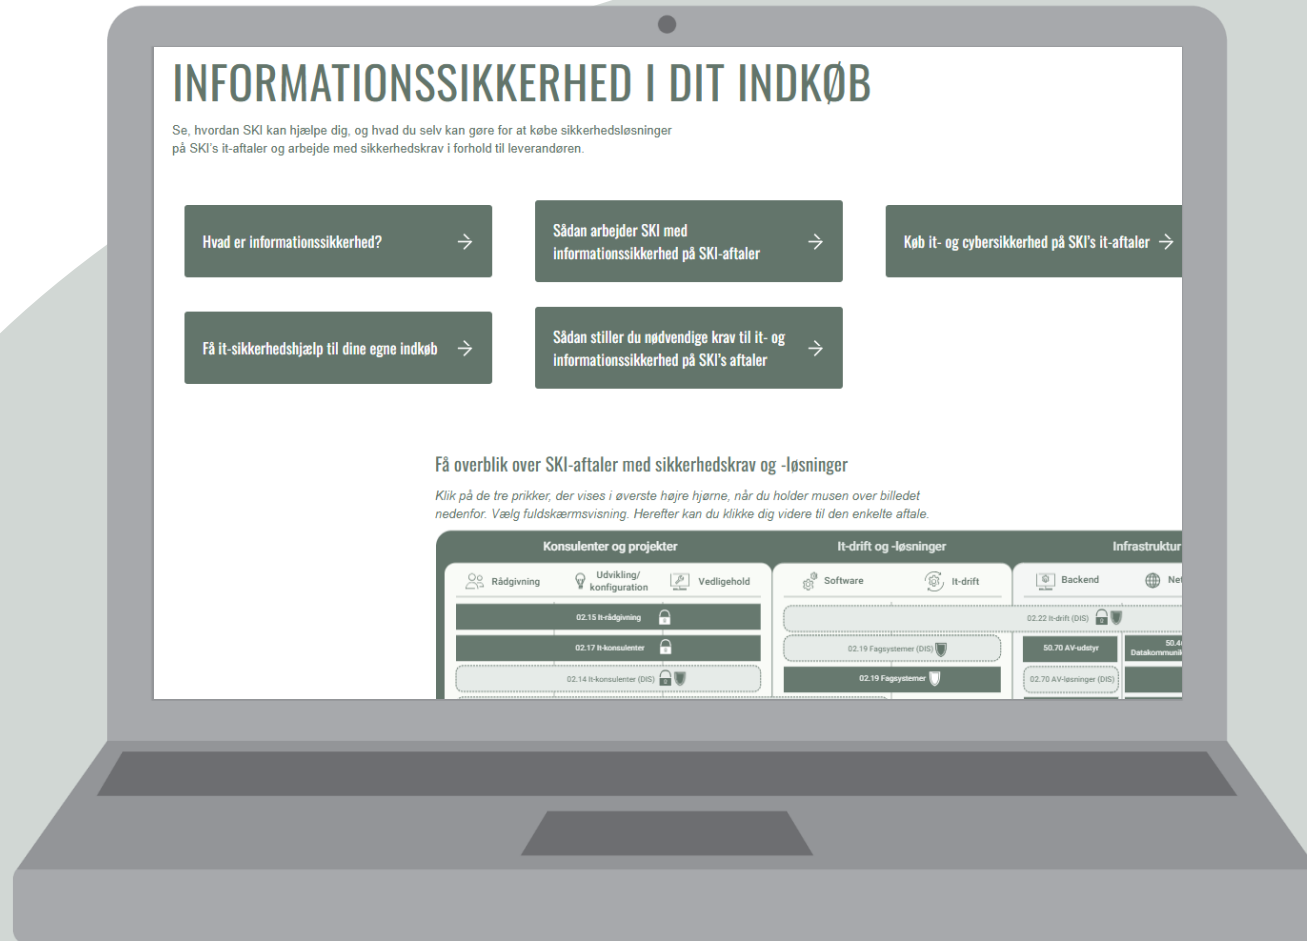 INFORMATIONSSIKKERHED I DIT INDKØB
Se, hvordan SKI kan hjælpe dig, og hvad du selv kan gøre for at købe sikkerhedsløsninger
på SKI's it-aftaler og arbejde med sikkerhedskrav i forhold til leverandøren.
Hvad er informationssikkerhed?
Sådan arbejder SKI med
informationssikkerhed på SKI-aftaler
Køb it- og cybersikkerhed på SKI's it-aftaler
Få it-sikkerhedshjælp til dine egne indkøb
Sådan stiller du nødvendige krav til it- og
informationssikkerhed på SKI's aftaler
Få overblik over SKI-aftaler med sikkerhedskrav og -løsninger
Klik på de tre prikker, der vises i øverste højre hjørne, når du holder musen over billedet
nedenfor. Vælg fuldskærmsvisning. Herefter kan du klikke dig videre til den enkelte aftale.
Konsulenter og projekter
It-drift og -løsninger
Infrastruktur
Rådgivning
Udvikling/
konfiguration
Vedligehold
Software
It-drift
Backend
02.15 It-rådgivning
02.22 It-drift (DIS)
02.17 It-konsulenter
02.19 Fagsystemer (DIS)
50.70 AV-udstyr
02.14 It-konsulenter (DIS)
02.19 Fagsystemer
02.70 AV-løsninger (DIS)